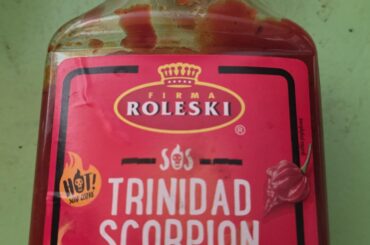 FIRMA
ROLESKI ®
SOS
HOT!
TRINIDAD
SCORPION